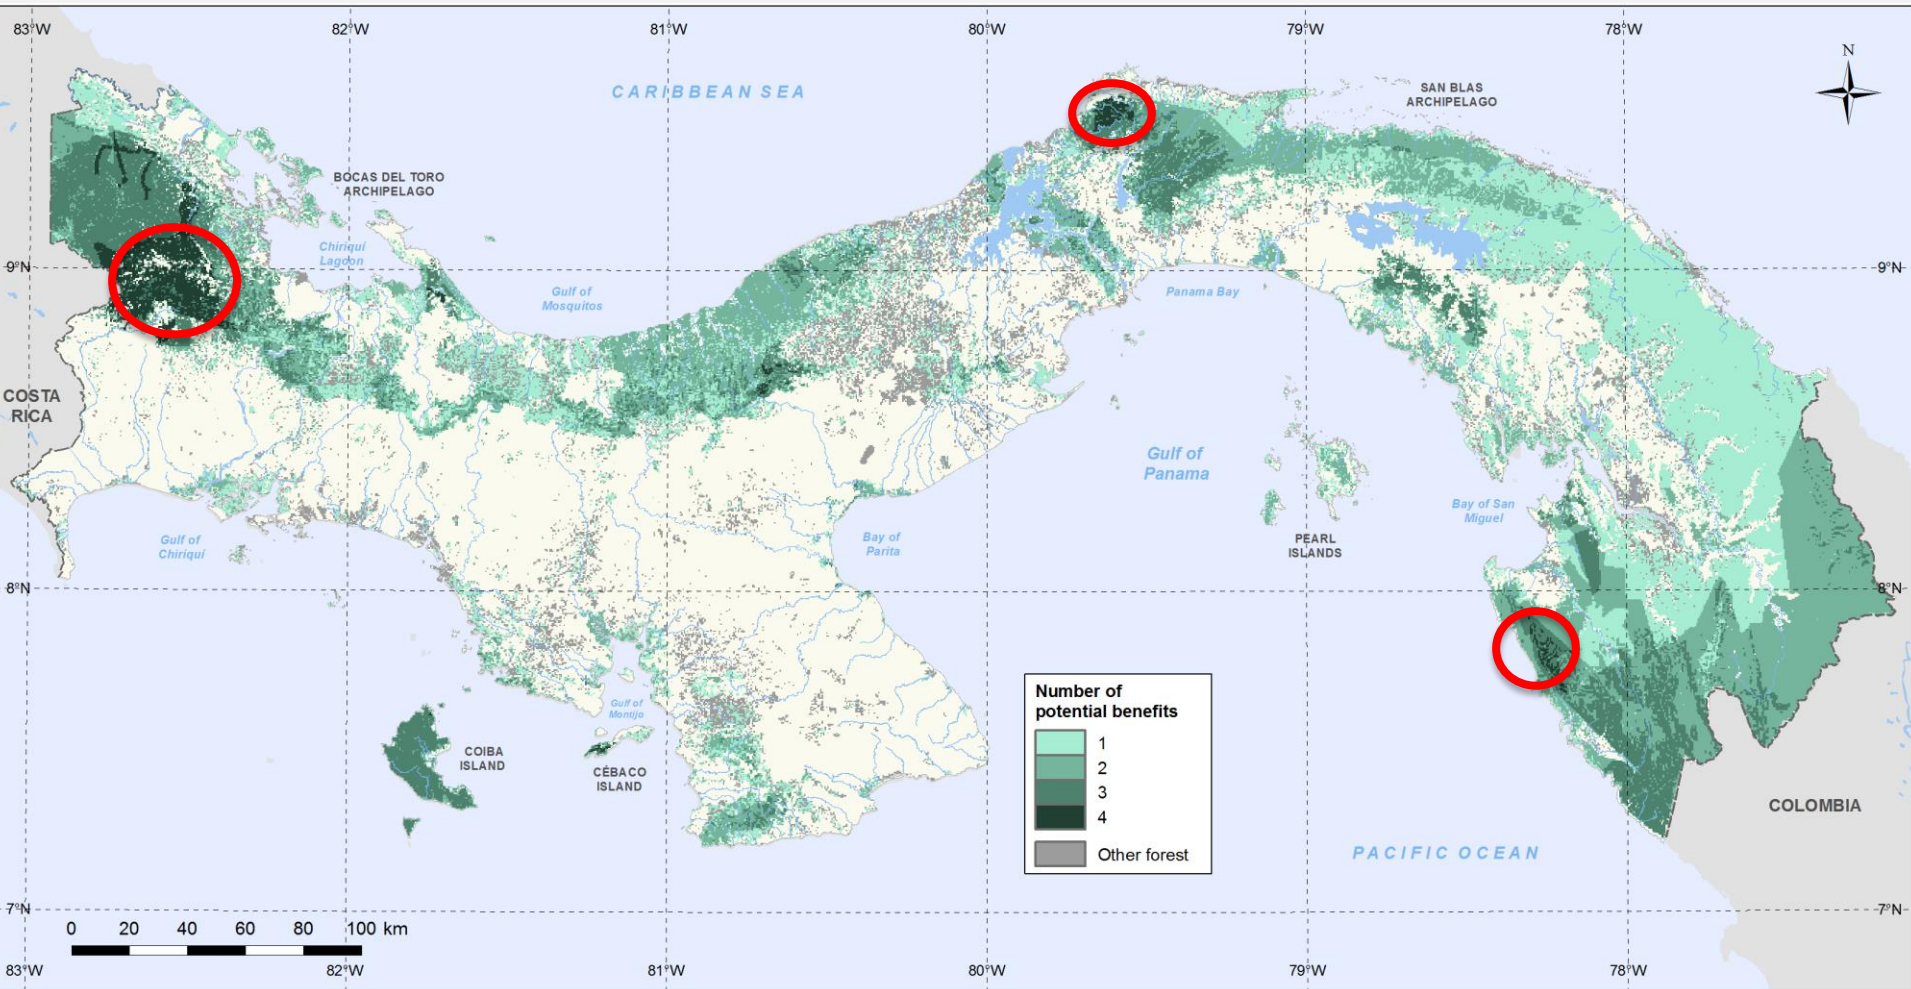 83°W
82°W
81°W
80°W
79°W
78°W
N
CARIBBEAN SEA
SAN BLAS
ARCHIPELAGO
BOCAS DEL TORO
ARCHIPELAGO
Chiriquí
Lagoon
9°N
9°N
Gulf of
Mosquitos
Panama Bay
COSTA
RICA
Gulf of
Panama
Bay of San
Miguel
Gulf of
Chiriquí
Bay of
Parita
PEARL
ISLANDS
8°N
8°N
Gulf of
Montijo
COIBA
ISLAND
CÉBACO
ISLAND
Number of
potential benefits
1
2
3
4
Other forest
COLOMBIA
PACIFIC OCEAN
7°N
7°N
0 20 40 60 80 100 km
83°W
82°W
81°W
80°W
79°W
78°W